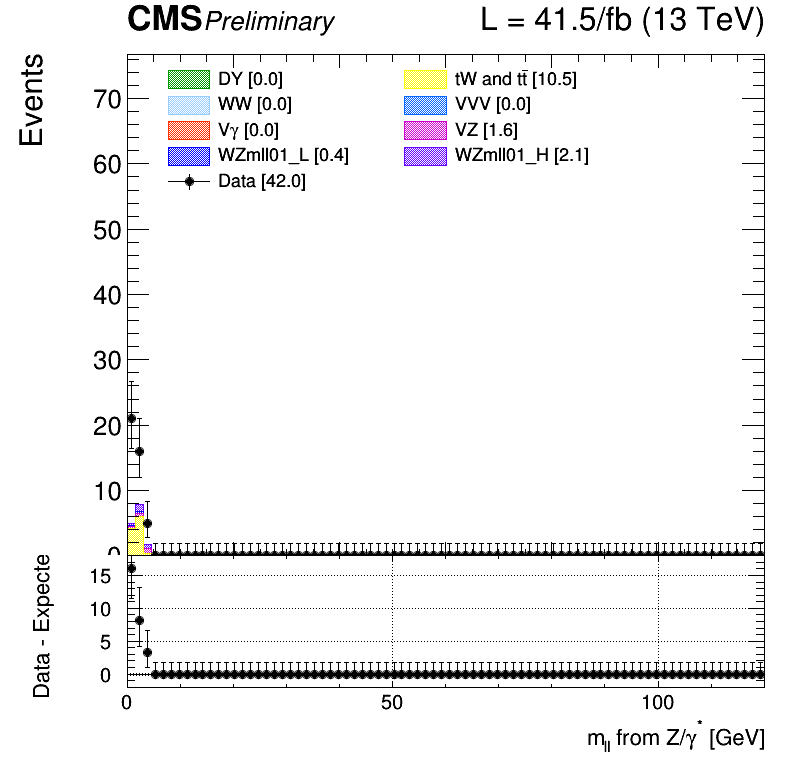 CMS Preliminary L = 41.5/fb (13 TeV)
Events
DY [0.0] tW and tt̄ [10.5]
WW [0.0] VVV [0.0]
Vγ [0.0] VZ [1.6]
WZmll01_L [0.4] WZmll01_H [2.1]
Data [42.0]
70
60
50
40
30
20
10
0
Data - Expecte
15
10
5
0
0 50 100
m_ll from Z/γ* [GeV]